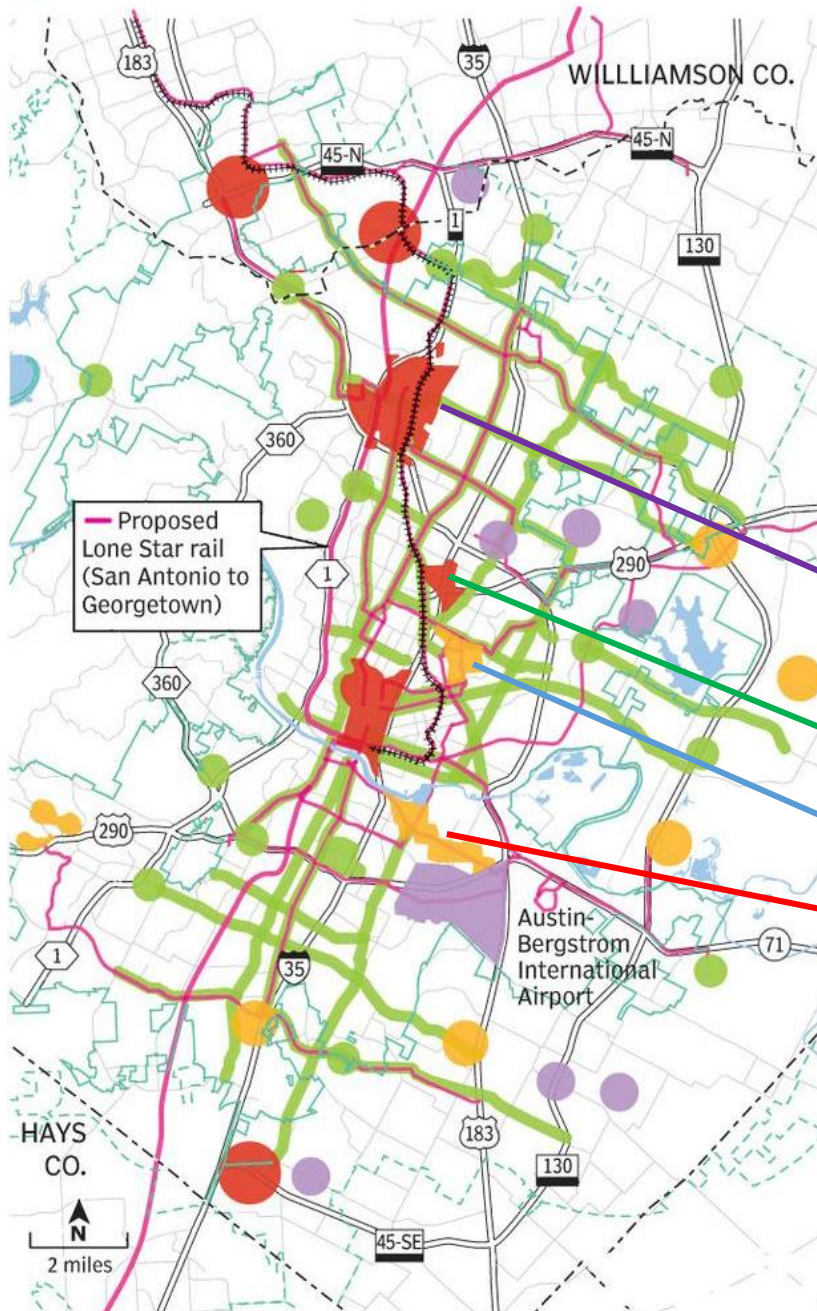 183
35
WILLLIAMSON CO.
45-N
45-N
1
130
360
Proposed
Lone Star rail
(San Antonio to
Georgetown)
1
290
360
290
1
35
Austin-
Bergstrom
International
Airport
71
HAYS
CO.
183
130
N
2 miles
45-SE